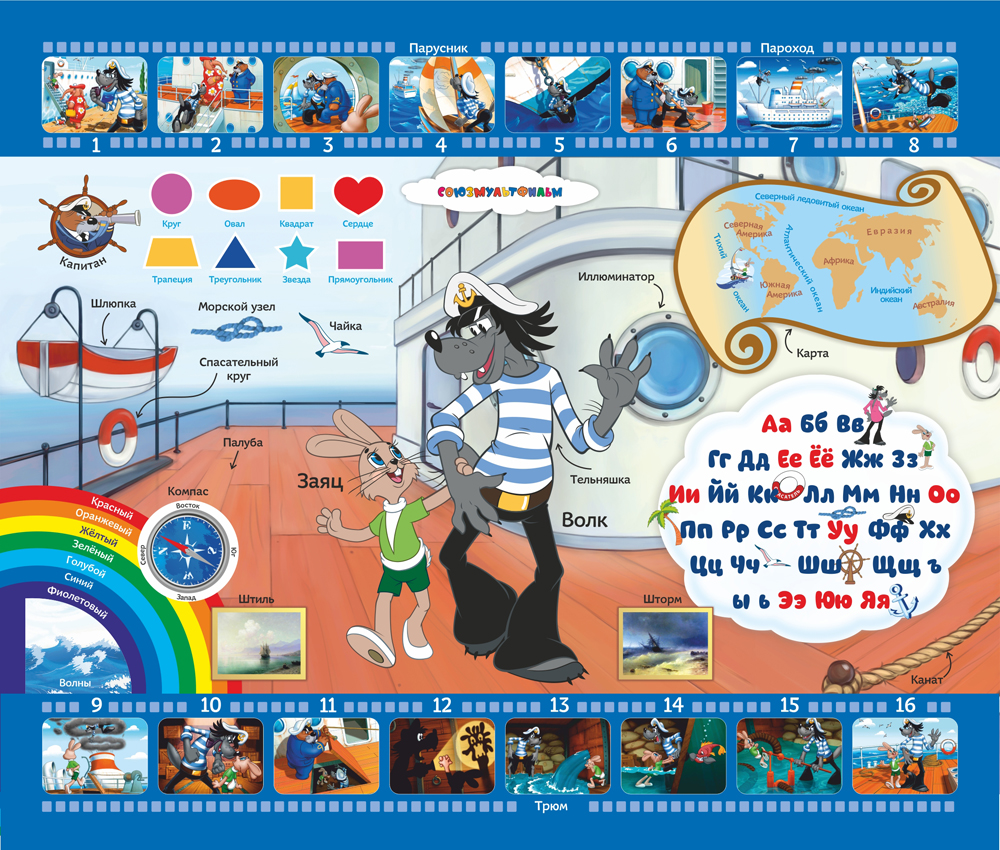 Парусник
Пароход
1 2 3 4 5 6 7 8
СОЮЗМУЛЬТФИЛЬМ
Капитан
Круг
Овал
Квадрат
Сердце
Трапеция
Треугольник
Звезда
Прямоугольник
Северный ледовитый океан
Северная
Америка
Тихий
океан
Атлантический океан
Евразия
Африка
Южная
Америка
Индийский
океан
Австралия
Карта
Иллюминатор
Шлюпка
Морской узел
Чайка
Спасательный
круг
Палуба
Заяц
Тельняшка
Волк
Аа Бб Вв
Гг Дд Ее Ёё Жж Зз
Ии Йй Кк Лл Мм Нн Оо
Пп Рр Сс Тт Уу Фф Хх
Цц Чч Шш Щщ ъ
ы ь Ээ Юю Яя
Красный
Оранжевый
Жёлтый
Зелёный
Голубой
Синий
Фиолетовый
Волны
Компас
Восток
Север
Юг
Запад
Штиль
Шторм
Канат
9 10 11 12 13 14 15 16
Трюм